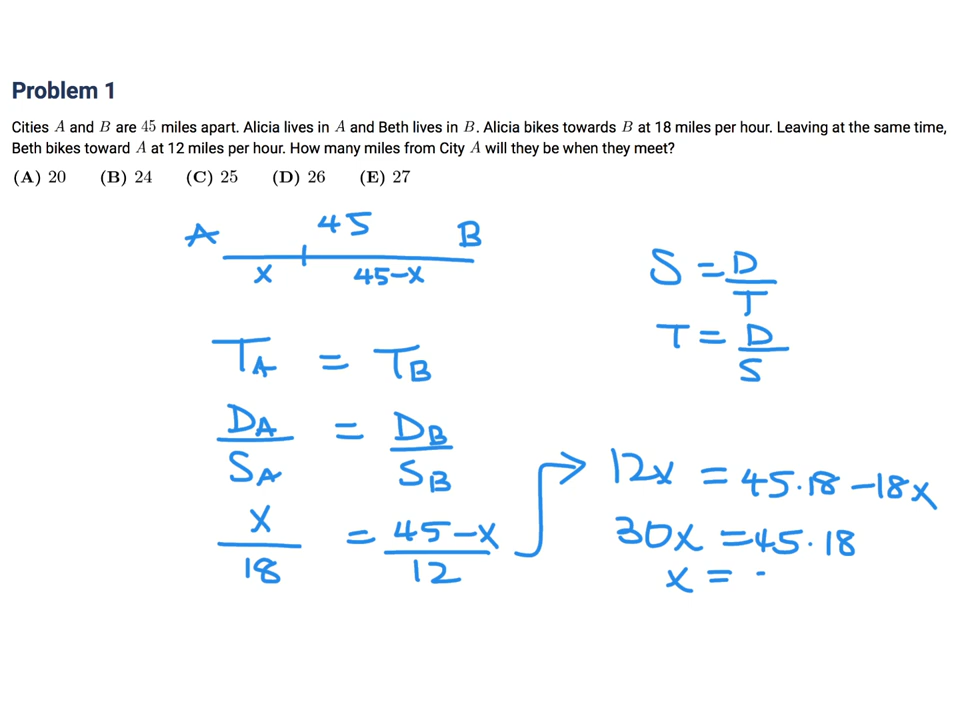 Problem 1
Cities A and B are 45 miles apart. Alicia lives in A and Beth lives in B. Alicia bikes towards B at 18 miles per hour. Leaving at the same time,
Beth bikes toward A at 12 miles per hour. How many miles from City A will they be when they meet?
(A) 20 (B) 24 (C) 25 (D) 26 (E) 27
A 45 B
x 45-x
S = D/T
T = D/S
T_A = T_B
D_A/S_A = D_B/S_B
x/18 = 45-x/12
12x = 45·18 -18x
30x = 45·18
x =